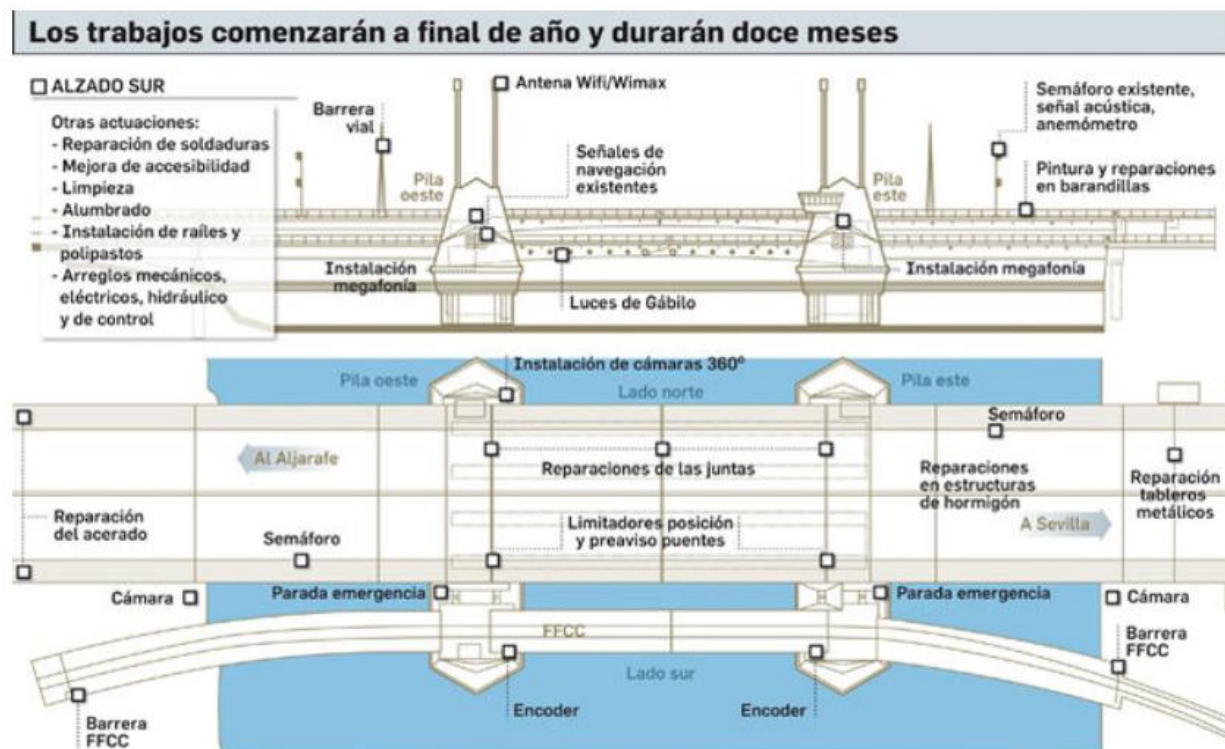 Los trabajos comenzarán a final de año y durarán doce meses
ALZADO SUR
Otras actuaciones:
- Reparación de soldaduras
- Mejora de accesibilidad
- Limpieza
- Alumbrado
- Instalación de raíles y
polipastos
- Arreglos mecánicos,
eléctricos, hidráulico
y de control
Barrera
vial
Antena Wifi/Wimax
Semáforo existente,
señal acústica,
anemómetro
Señales de
navegación
existentes
Pintura y reparaciones
en barandillas
Pila
oeste
Pila
este
Instalación
megafonía
Luces de Gábilo
Instalación megafonía
Instalación de cámaras 360º
Pila oeste
Lado norte
Pila este
Semáforo
Al Aljarafe
Reparaciones de las juntas
Reparaciones
en estructuras
de hormigón
Reparación
tableros
metálicos
Reparación
del acerado
Semáforo
Limitadores posición
y preaviso puentes
A Sevilla
Cámara
Parada emergencia
Parada emergencia
Cámara
FFCC
Barrera
FFCC
Lado sur
Encoder
Encoder
Barrera
FFCC